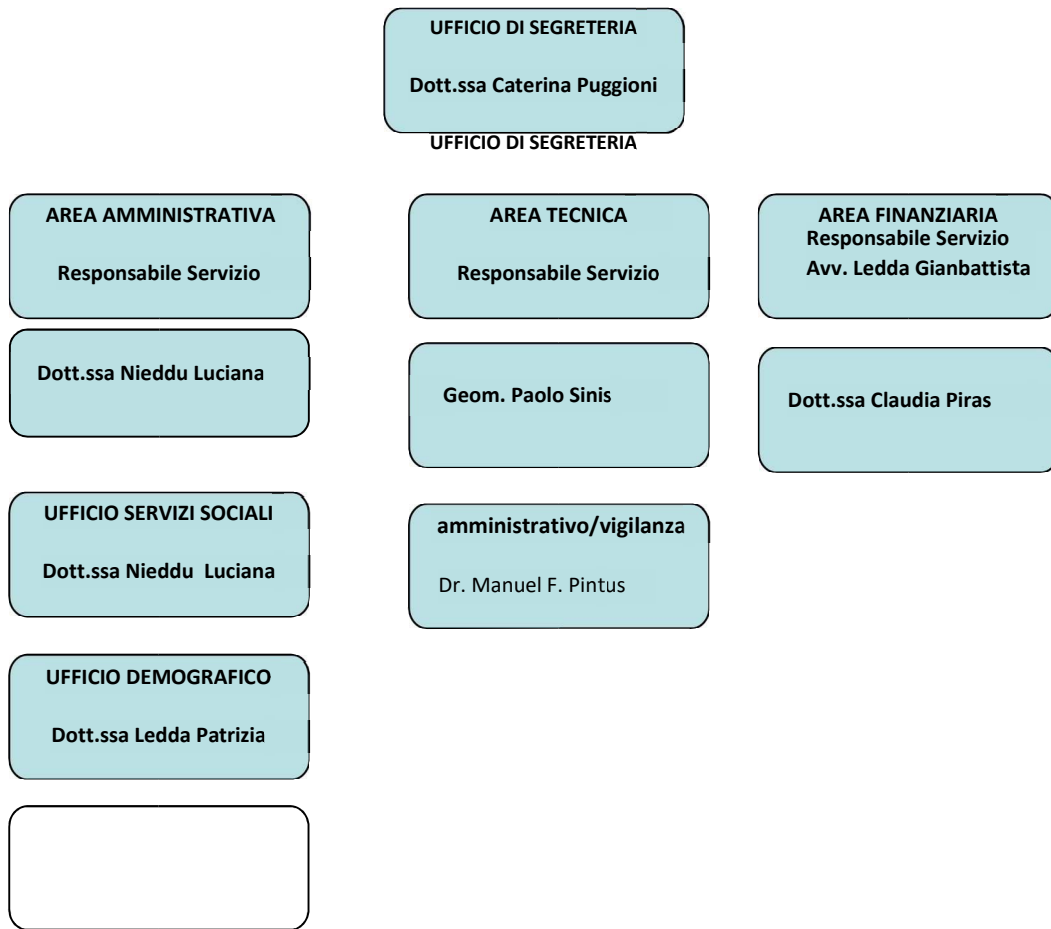 UFFICIO DI SEGRETERIA
Dott.ssa Caterina Puggioni
UFFICIO DI SEGRETERIA
AREA AMMINISTRATIVA
Responsabile Servizio
Dott.ssa Nieddu Luciana
UFFICIO SERVIZI SOCIALI
Dott.ssa Nieddu Luciana
UFFICIO DEMOGRAFICO
Dott.ssa Ledda Patrizia
AREA TECNICA
Responsabile Servizio
Geom. Paolo Sinis
amministrativo/vigilanza
Dr. Manuel F. Pintus
AREA FINANZIARIA
Responsabile Servizio
Avv. Ledda Gianbattista
Dott.ssa Claudia Piras